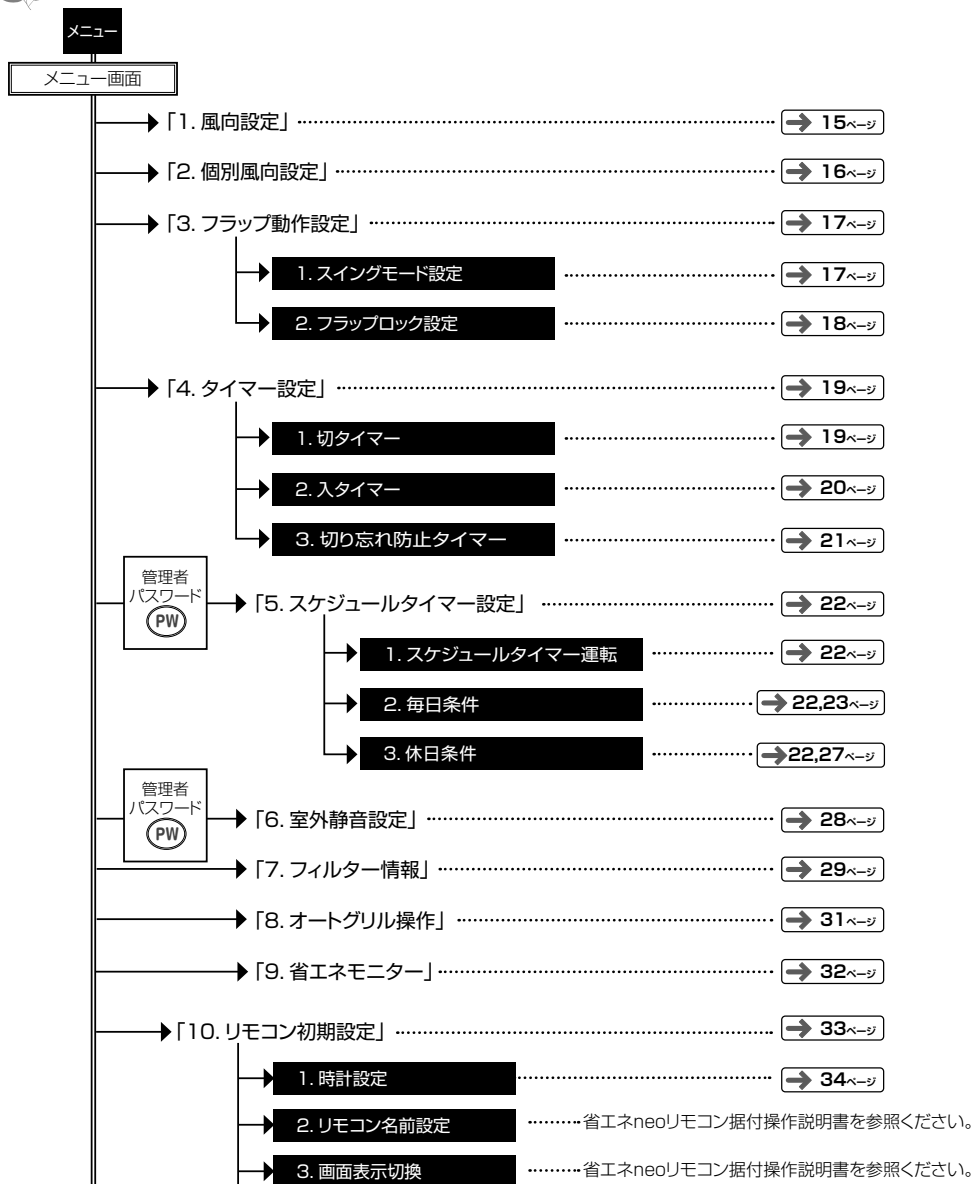 メニュー
メニュー画面
「1. 風向設定」 15ページ
「2. 個別風向設定」 16ページ
「3. フラップ動作設定」 17ページ
1. スイングモード設定 17ページ
2. フラップロック設定 18ページ
「4. タイマー設定」 19ページ
1. 切タイマー 19ページ
2. 入タイマー 20ページ
3. 切り忘れ防止タイマー 21ページ
管理者
パスワード
PW
「5. スケジュールタイマー設定」 22ページ
1. スケジュールタイマー運転 22ページ
2. 毎日条件 22,23ページ
3. 休日条件 22,27ページ
管理者
パスワード
PW
「6. 室外静音設定」 28ページ
「7. フィルター情報」 29ページ
「8. オートグリル操作」 31ページ
「9. 省エネモニター」 32ページ
「10. リモコン初期設定」 33ページ
1. 時計設定 34ページ
2. リモコン名前設定 省エネneoリモコン据付操作説明書を参照ください。
3. 画面表示切換 省エネneoリモコン据付操作説明書を参照ください。